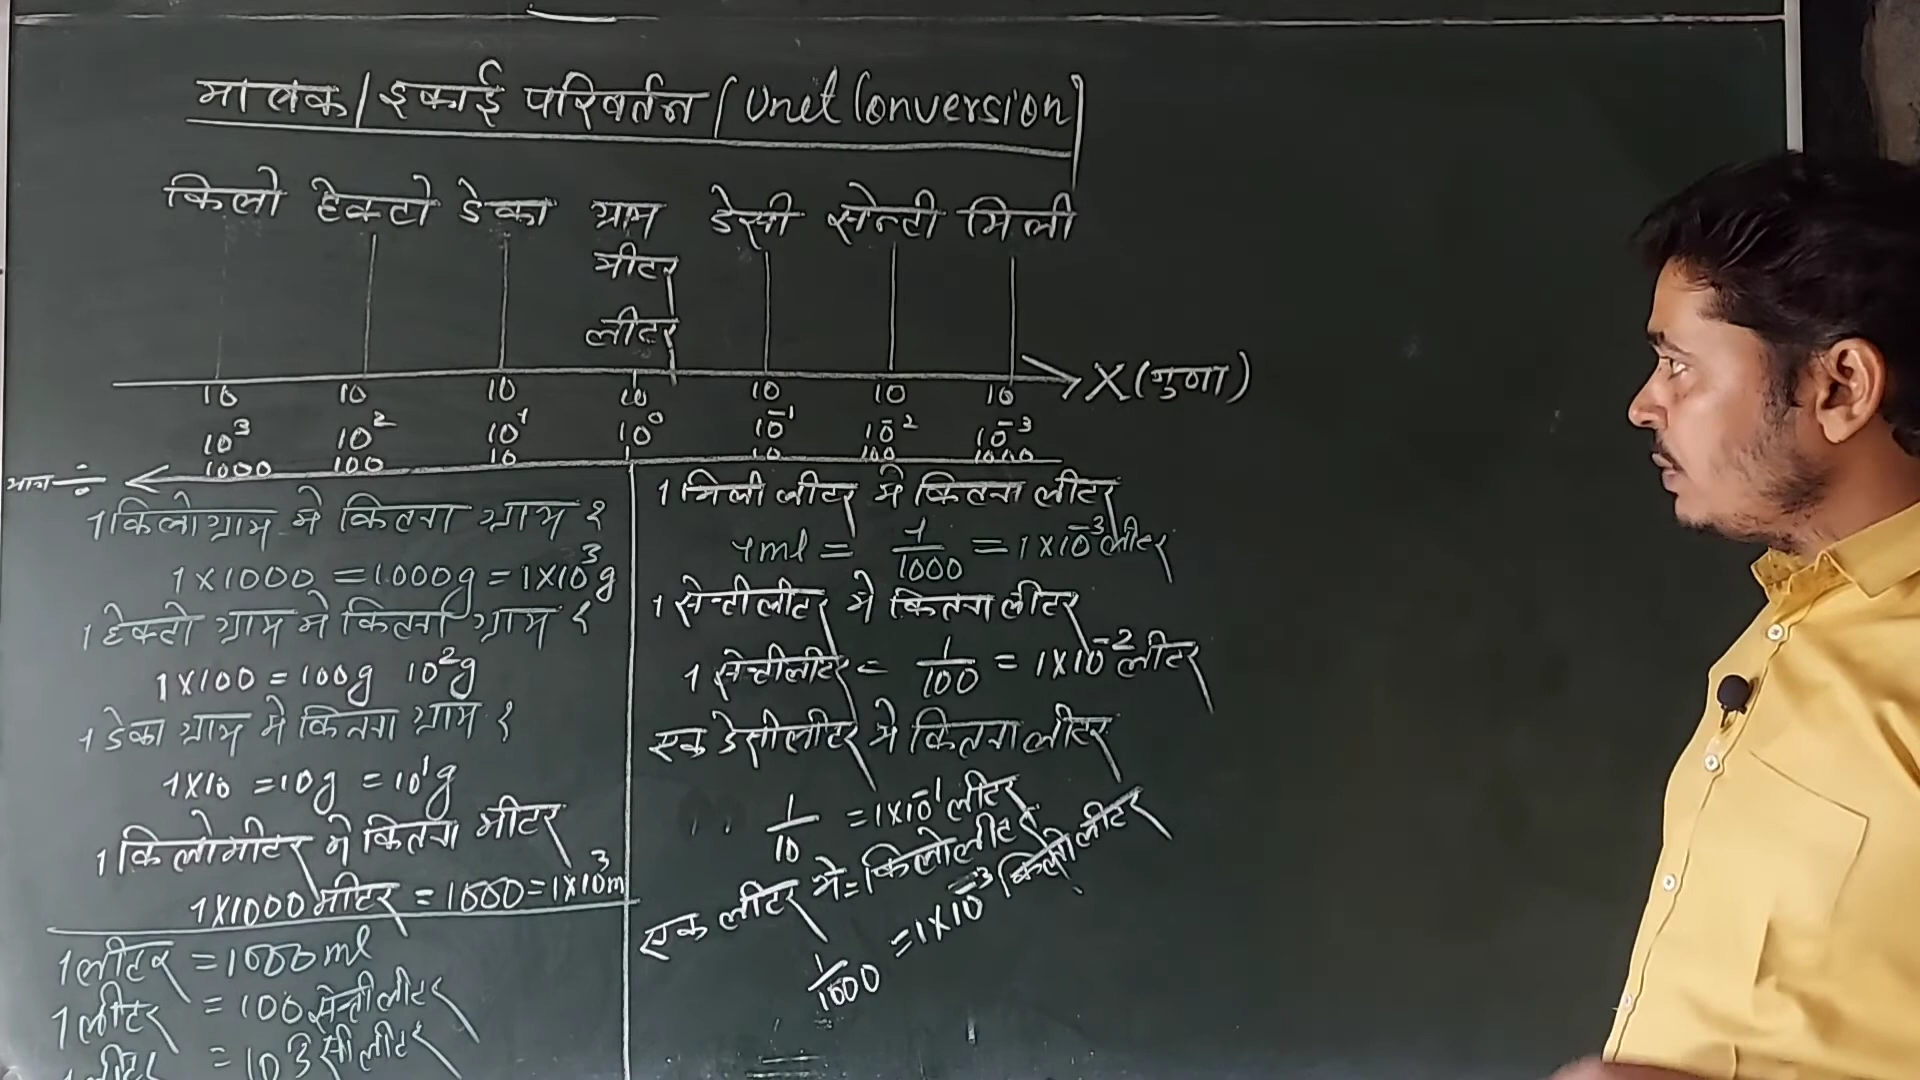 मात्रक/इकाई परिवर्तन/Unit Conversion
किलो हेक्टो डेका ग्राम डेसी सेन्टी मिली
मीटर
लीटर
→ X(गुणा)
10 10 10 10 10 10 10
10³ 10² 10¹ 10⁰ 10⁻¹ 10⁻² 10⁻³
1000 100 10 1 10 100 1000
भाग ÷ ←
1 किलोग्राम मे कितना ग्राम ?
1×1000 = 1000g = 1×10³g
1 हेक्टो ग्राम मे कितना ग्राम ?
1×100 = 100g 10²g
1 डेका ग्राम मे कितना ग्राम ?
1×10 = 10g = 10¹g
1 किलोमीटर मे कितना मीटर
1×1000 मीटर = 1000 = 1×10³m
1 लीटर = 1000 ml
1 लीटर = 100 सेन्टीलीटर
1 लीटर = 10 डेसीलीटर
1 मिली लीटर मे कितना लीटर
1ml = 1/1000 = 1×10⁻³ लीटर
1 सेन्टीलीटर मे कितना लीटर
1 सेन्टीलीटर = 1/100 = 1×10⁻² लीटर
एक डेसीलीटर मे कितना लीटर
1/10 = 1×10⁻¹ लीटर
एक लीटर मे = किलोलीटर
1/1000 = 1×10⁻³ किलोलीटर